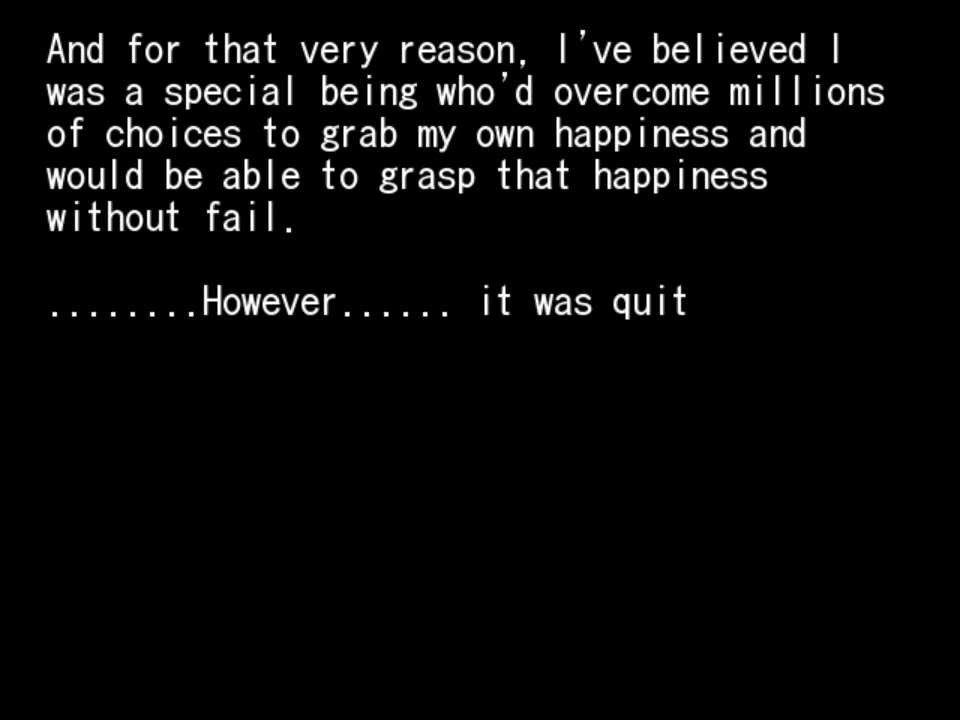 And for that very reason, I've believed I
was a special being who'd overcome millions
of choices to grab my own happiness and
would be able to grasp that happiness
without fail.
........However...... it was quit